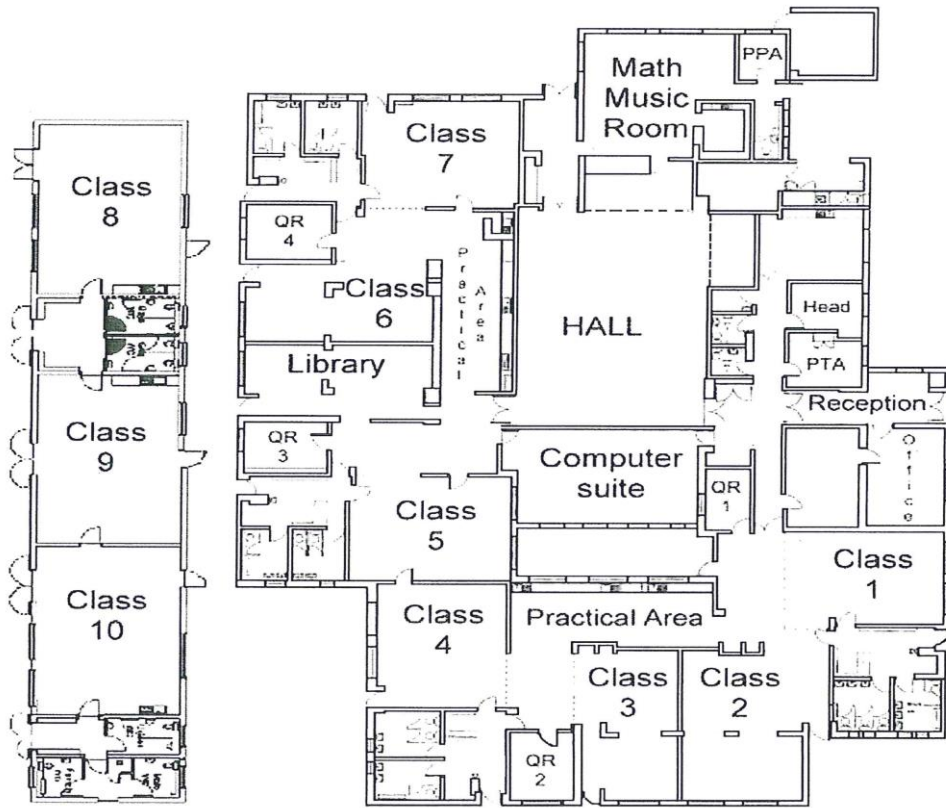 PPA
Math
Music
Room
Class
7
Class
8
QR
4
Practical
Area
Class
6
HALL
Head
PTA
Library
Reception
Class
9
QR
3
Computer
suite
QR
1
Office
Class
5
Class
1
Class
10
Class
4
Practical Area
Class
3
Class
2
QR
2